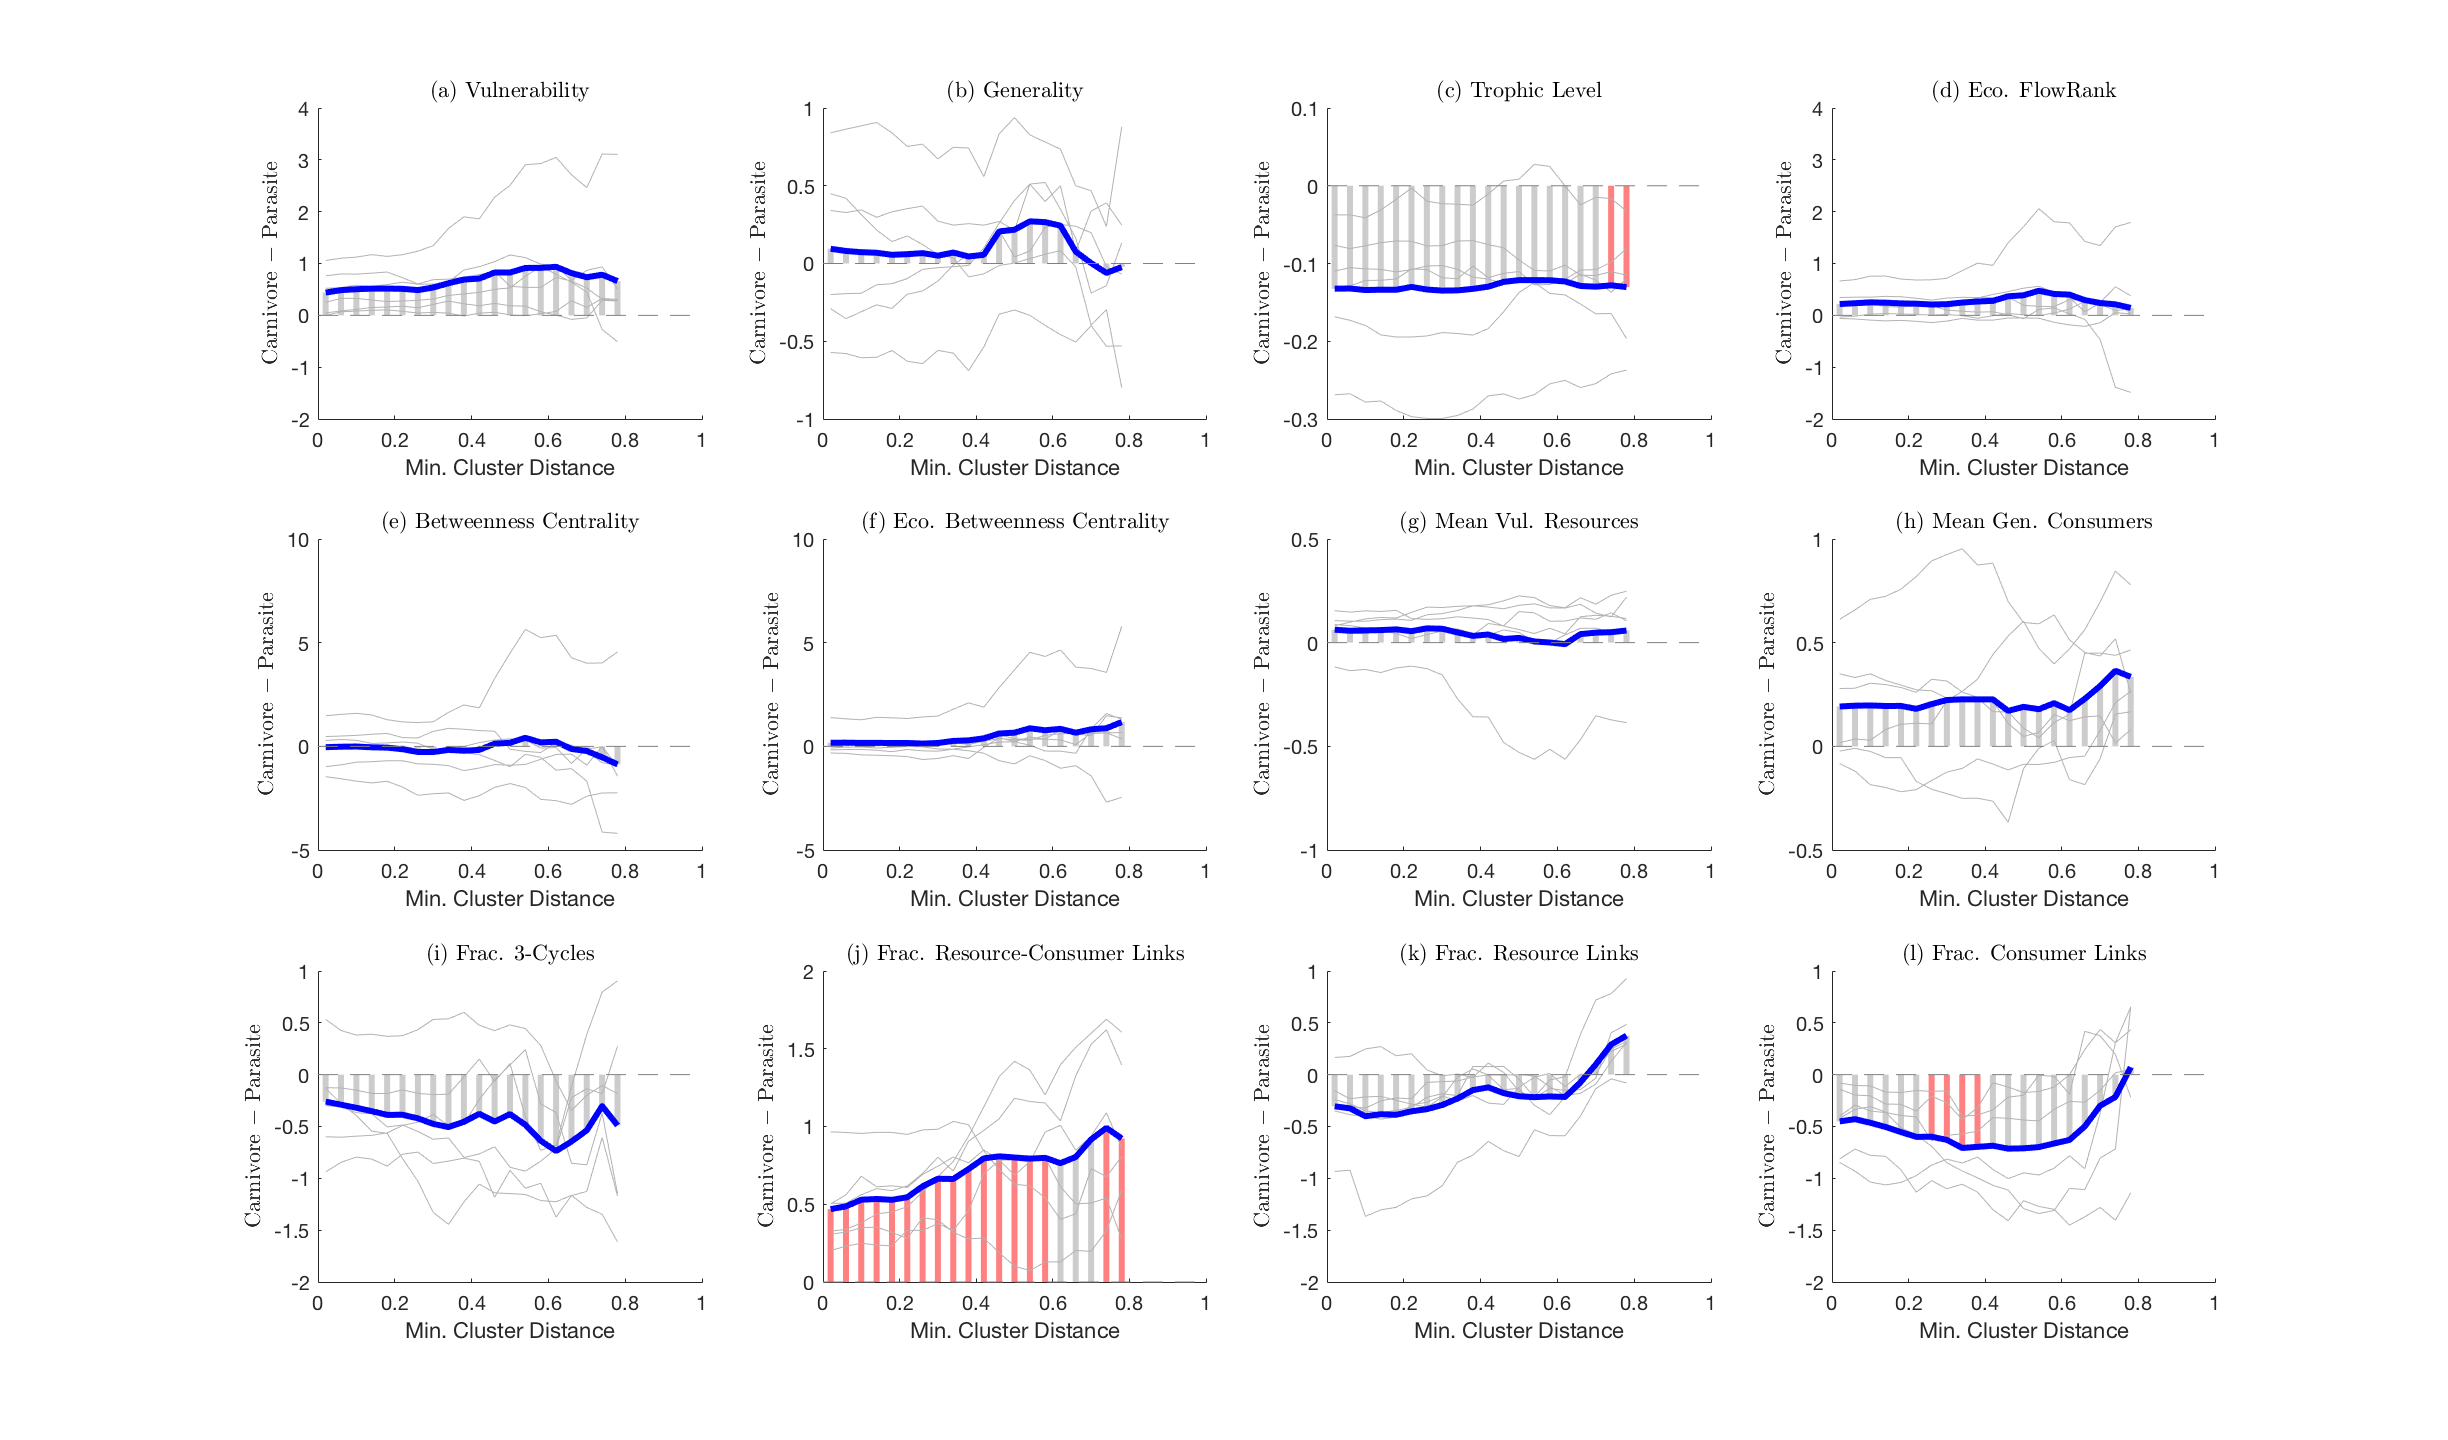 (a) Vulnerability
Carnivore − Parasite
4
3
2
1
0
-1
-2
0 0.2 0.4 0.6 0.8 1
Min. Cluster Distance
(b) Generality
Carnivore − Parasite
1
0.5
0
-0.5
-1
0 0.2 0.4 0.6 0.8 1
Min. Cluster Distance
(c) Trophic Level
Carnivore − Parasite
0.1
0
-0.1
-0.2
-0.3
0 0.2 0.4 0.6 0.8 1
Min. Cluster Distance
(d) Eco. FlowRank
Carnivore − Parasite
4
3
2
1
0
-1
-2
0 0.2 0.4 0.6 0.8 1
Min. Cluster Distance
(e) Betweenness Centrality
Carnivore − Parasite
10
5
0
-5
0 0.2 0.4 0.6 0.8 1
Min. Cluster Distance
(f) Eco. Betweenness Centrality
Carnivore − Parasite
10
5
0
-5
0 0.2 0.4 0.6 0.8 1
Min. Cluster Distance
(g) Mean Vul. Resources
Carnivore − Parasite
0.5
0
-0.5
-1
0 0.2 0.4 0.6 0.8 1
Min. Cluster Distance
(h) Mean Gen. Consumers
Carnivore − Parasite
1
0.5
0
-0.5
0 0.2 0.4 0.6 0.8 1
Min. Cluster Distance
(i) Frac. 3-Cycles
Carnivore − Parasite
1
0.5
0
-0.5
-1
-1.5
-2
0 0.2 0.4 0.6 0.8 1
Min. Cluster Distance
(j) Frac. Resource-Consumer Links
Carnivore − Parasite
2
1.5
1
0.5
0
0 0.2 0.4 0.6 0.8 1
Min. Cluster Distance
(k) Frac. Resource Links
Carnivore − Parasite
1
0.5
0
-0.5
-1
-1.5
-2
0 0.2 0.4 0.6 0.8 1
Min. Cluster Distance
(l) Frac. Consumer Links
Carnivore − Parasite
1
0.5
0
-0.5
-1
-1.5
-2
0 0.2 0.4 0.6 0.8 1
Min. Cluster Distance